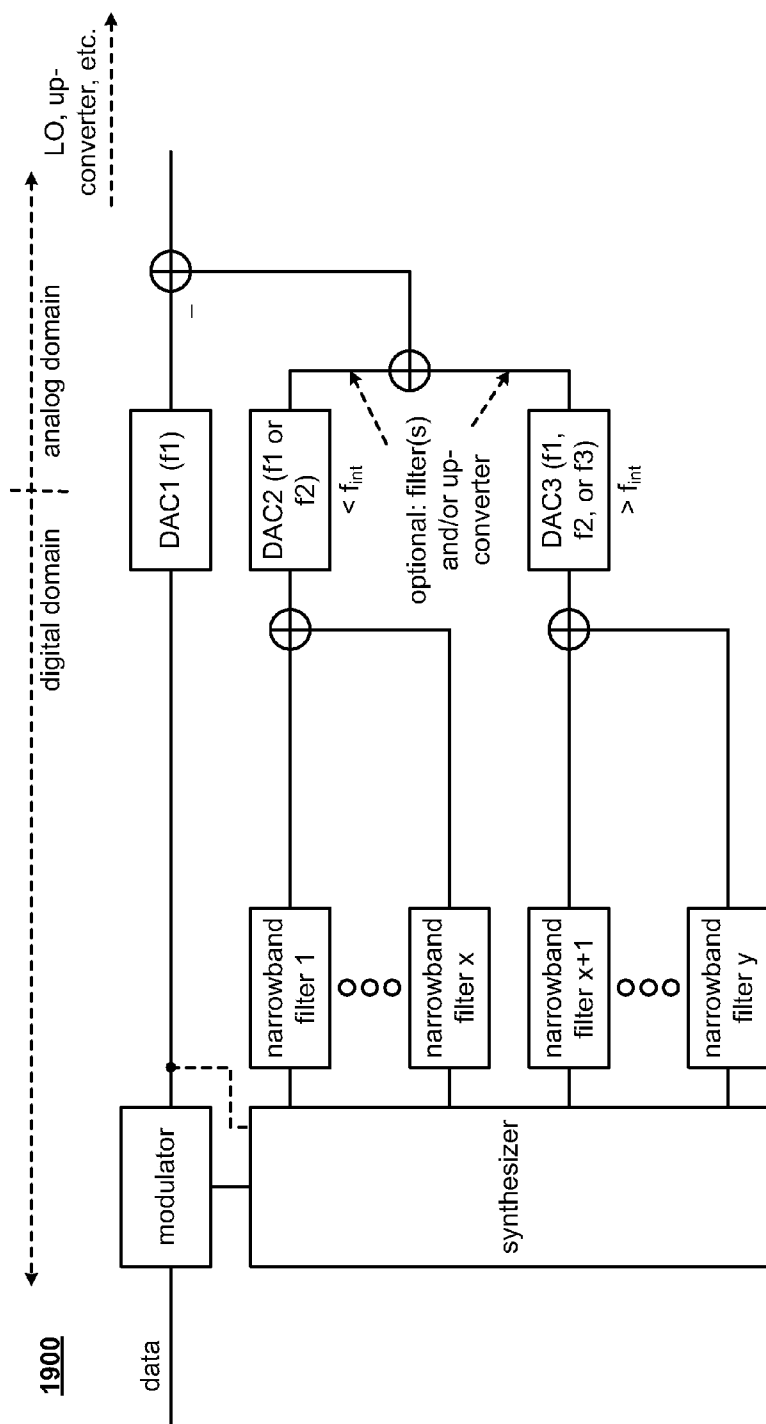 1900
digital domain
analog domain
LO, up-
converter, etc.
data
modulator
DAC1 (f1)
–
synthesizer
narrowband
filter 1
narrowband
filter x
DAC2 (f1 or
f2)
< fint
optional: filter(s)
and/or up-
converter
narrowband
filter x+1
narrowband
filter y
DAC3 (f1,
f2, or f3)
> fint